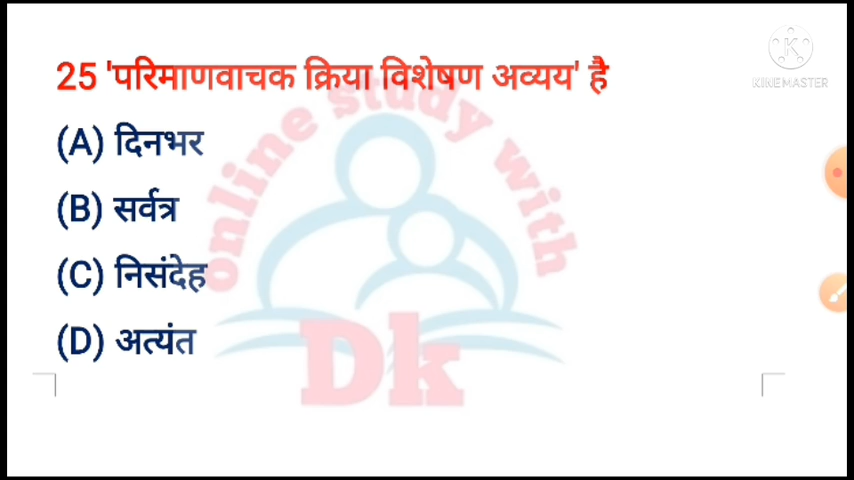 25 'परिमाणवाचक क्रिया विशेषण अव्यय' है
KINEMASTER
(A) दिनभर
(B) सर्वत्र
(C) निसंदेह
(D) अत्यंत
online study with
Dk